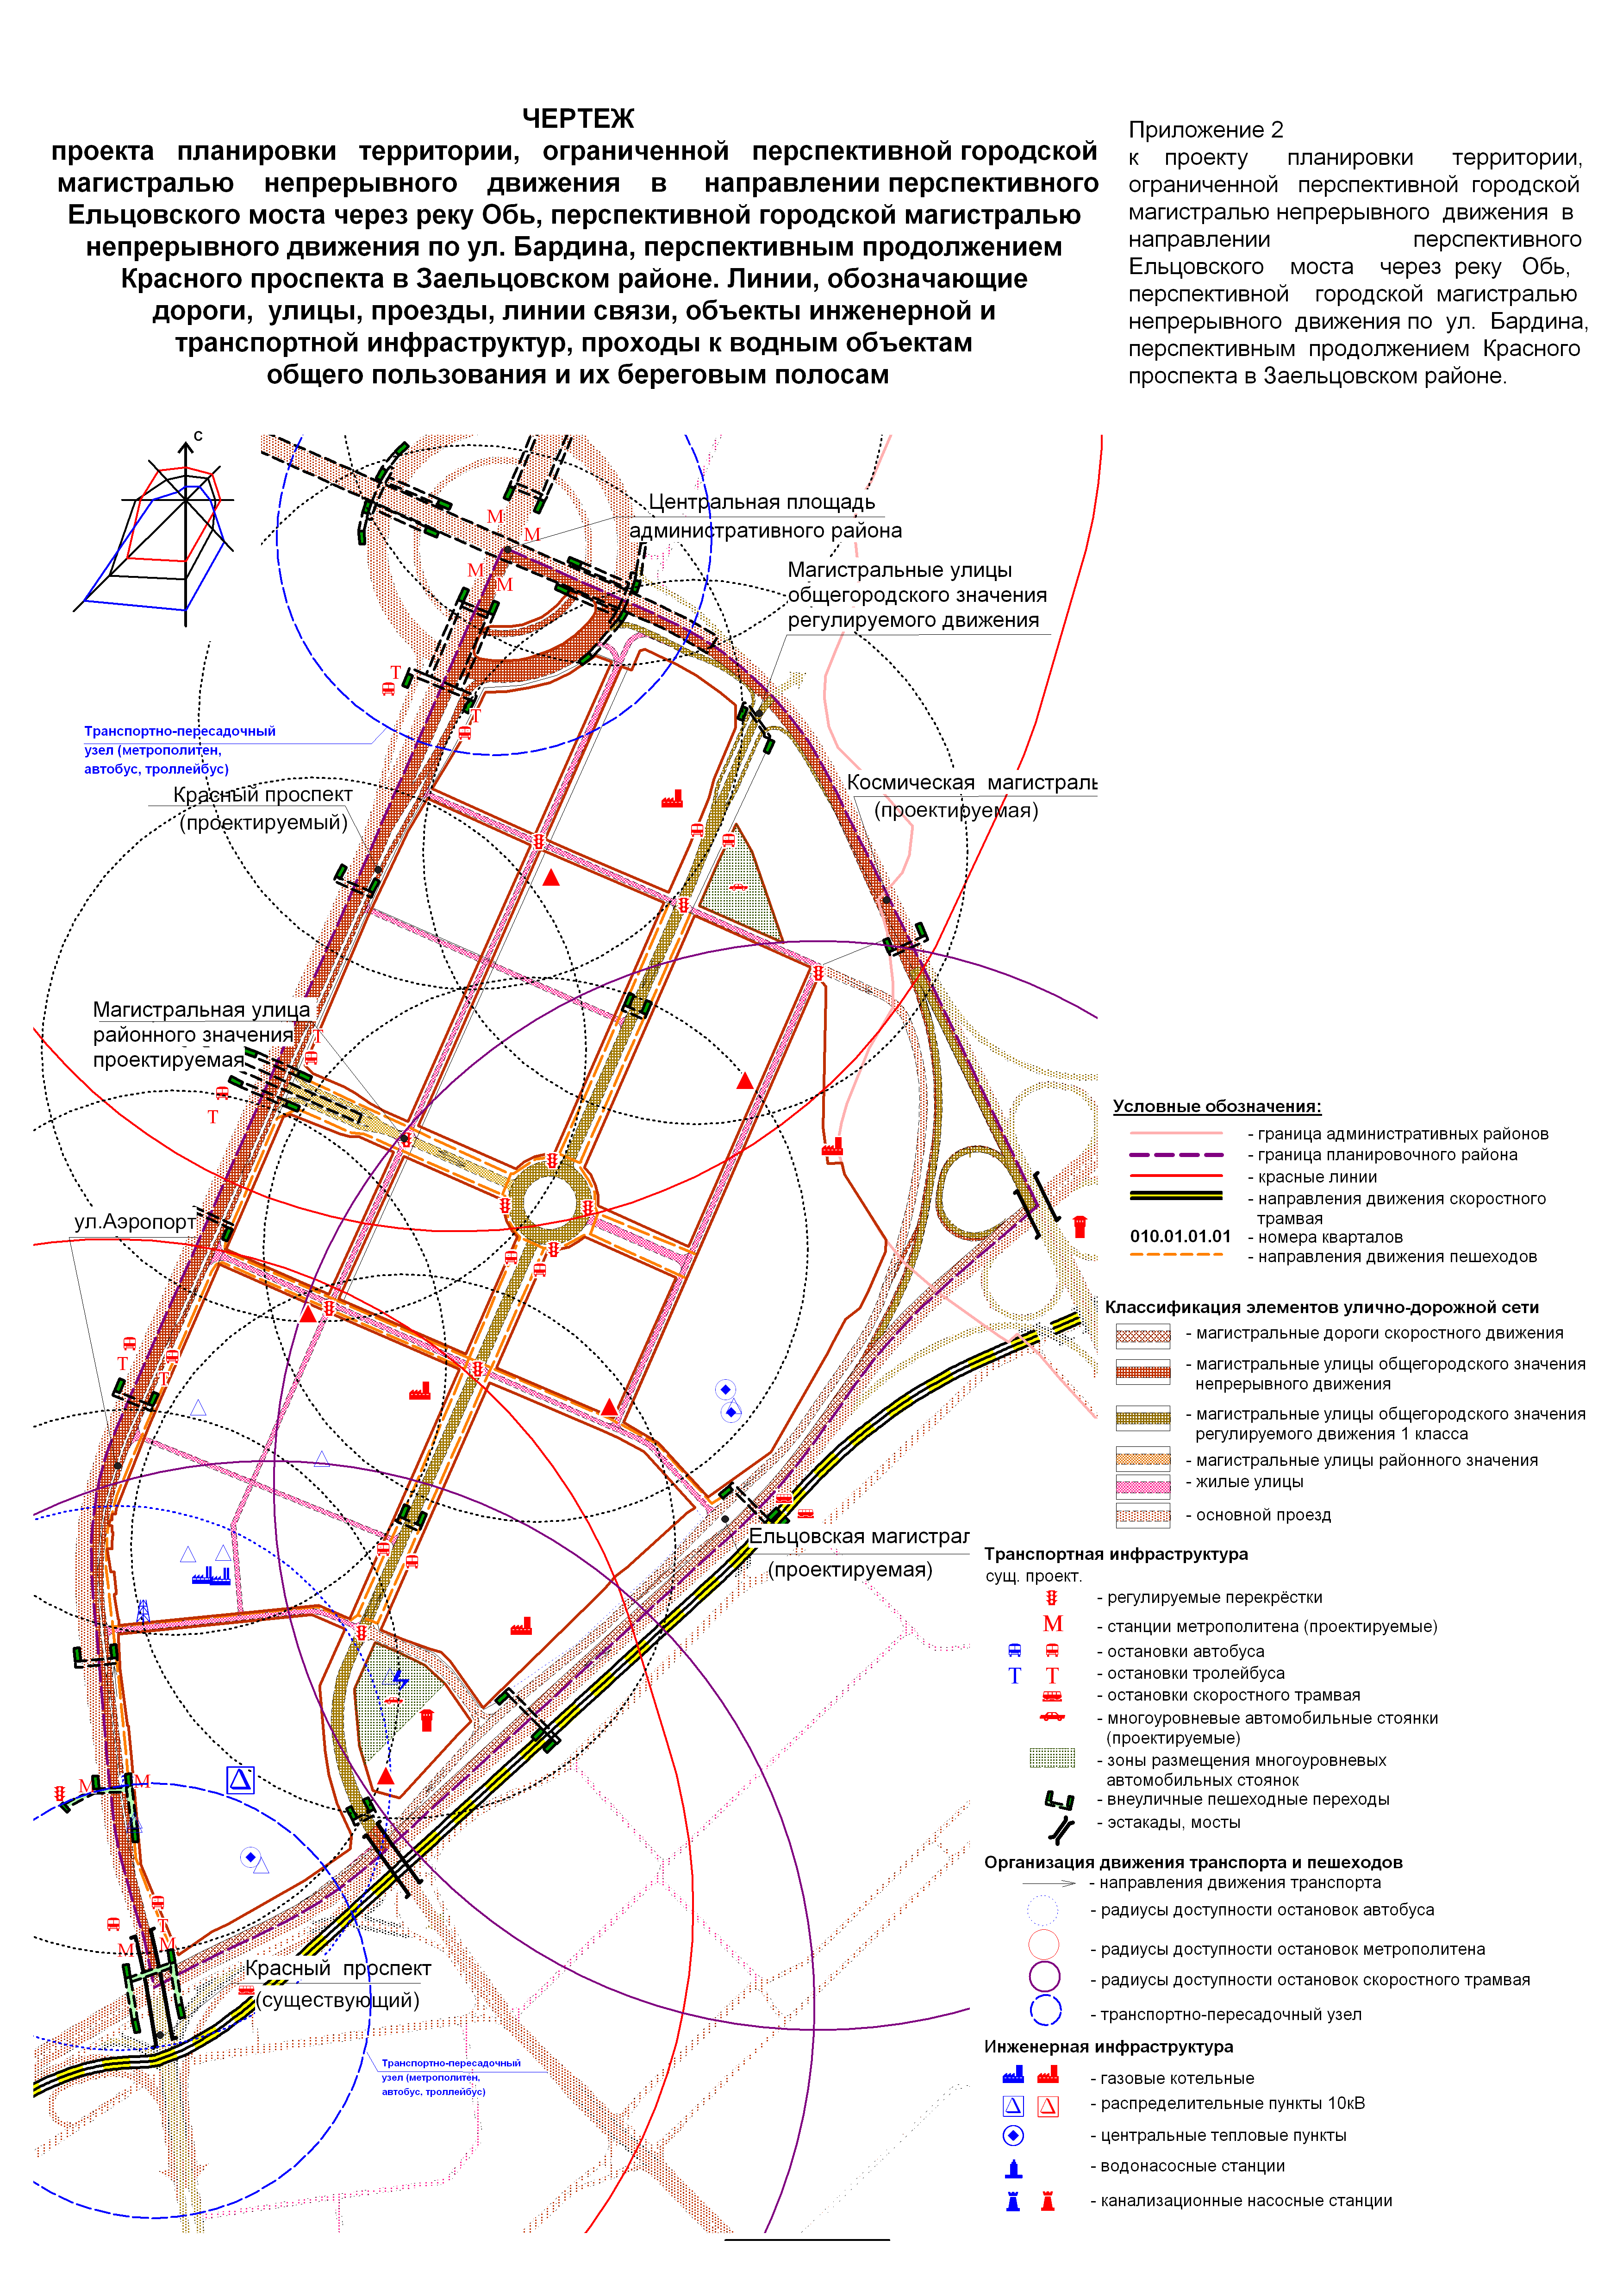 ЧЕРТЕЖ
проекта планировки территории, ограниченной перспективной городской
магистралью непрерывного движения в направлении перспективного
Ельцовского моста через реку Обь, перспективной городской магистралью
непрерывного движения по ул. Бардина, перспективным продолжением
Красного проспекта в Заельцовском районе. Линии, обозначающие
дороги, улицы, проезды, линии связи, объекты инженерной и
транспортной инфраструктур, проходы к водным объектам
общего пользования и их береговым полосам
Приложение 2
к проекту планировки территории,
ограниченной перспективной городской
магистралью непрерывного движения в
направлении перспективного
Ельцовского моста через реку Обь,
перспективной городской магистралью
непрерывного движения по ул. Бардина,
перспективным продолжением Красного
проспекта в Заельцовском районе.
С
Центральная площадь
административного района
М
М
М
М
Магистральные улицы
общегородского значения
регулируемого движения
Т
Т
Транспортно-пересадочный
узел (метрополитен,
автобус, троллейбус)
Красный проспект
(проектируемый)
Космическая магистраль
(проектируемая)
Магистральная улица
районного значения
проектируемая
Т
Т
ул.Аэропорт
Т
Т
Ельцовская магистрал
(проектируемая)
М
М
Т
М
М
Красный проспект
(существующий)
Транспортно-пересадочный
узел (метрополитен,
автобус, троллейбус)
Условные обозначения:
- граница административных районов
- граница планировочного района
- красные линии
- направления движения скоростного
трамвая
010.01.01.01 - номера кварталов
- направления движения пешеходов
Классификация элементов улично-дорожной сети
- магистральные дороги скоростного движения
- магистральные улицы общегородского значения
непрерывного движения
- магистральные улицы общегородского значения
регулируемого движения 1 класса
- магистральные улицы районного значения
- жилые улицы
- основной проезд
Транспортная инфраструктура
сущ. проект.
- регулируемые перекрёстки
М - станции метрополитена (проектируемые)
- остановки автобуса
Т Т - остановки тролейбуса
- остановки скоростного трамвая
- многоуровневые автомобильные стоянки
(проектируемые)
- зоны размещения многоуровневых
автомобильных стоянок
- внеуличные пешеходные переходы
- эстакады, мосты
Организация движения транспорта и пешеходов
- направления движения транспорта
- радиусы доступности остановок автобуса
- радиусы доступности остановок метрополитена
- радиусы доступности остановок скоростного трамвая
- транспортно-пересадочный узел
Инженерная инфраструктура
- газовые котельные
- распределительные пункты 10кВ
- центральные тепловые пункты
- водонасосные станции
- канализационные насосные станции